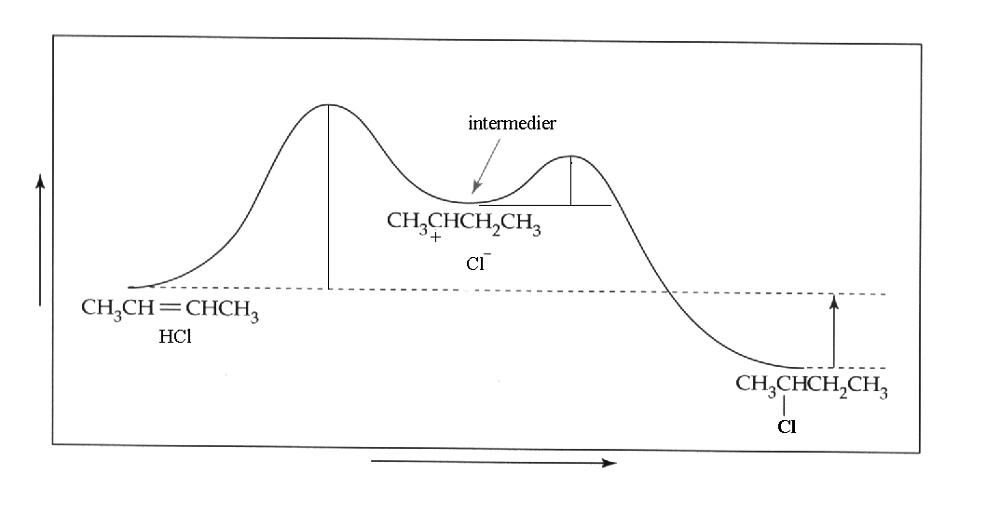 intermedier
CH₃CHCH₂CH₃
+
Cl⁻
CH₃CH=CHCH₃
HCl
CH₃CHCH₂CH₃
Cl